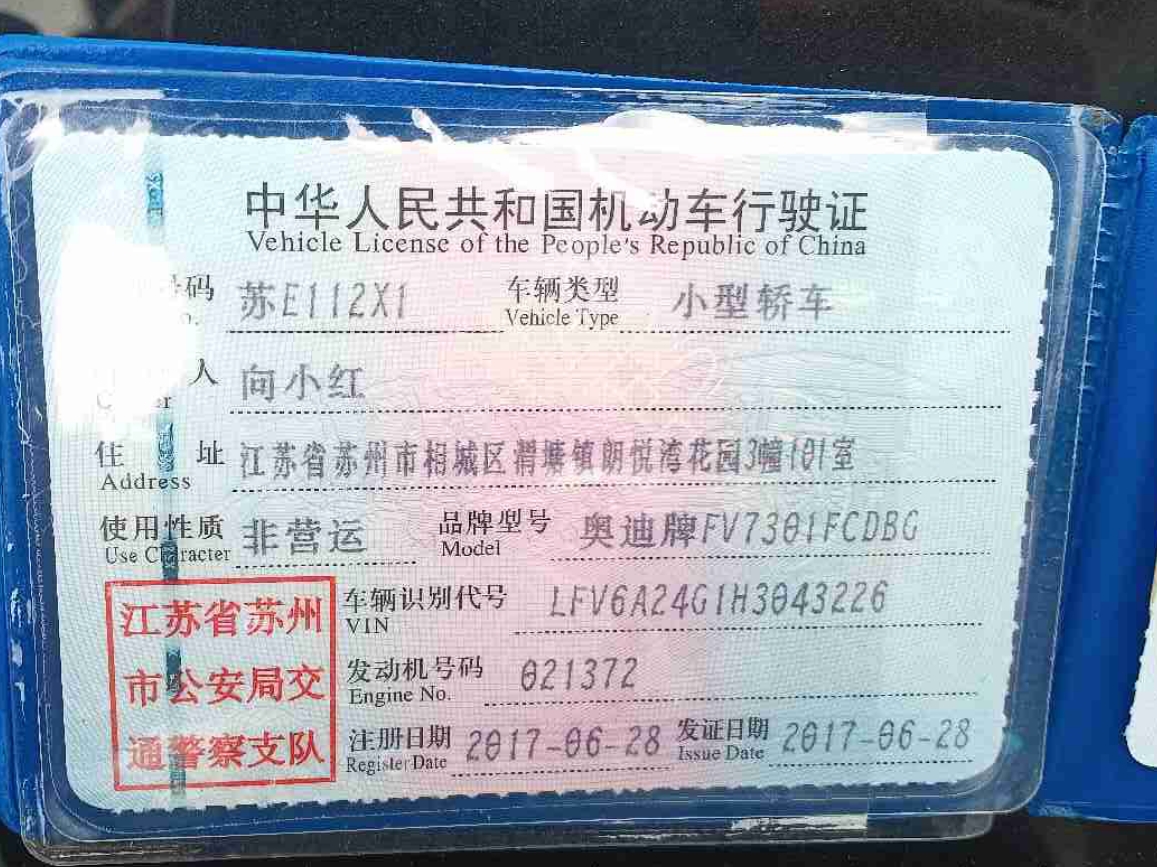 中华人民共和国机动车行驶证
Vehicle License of the People's Republic of China
号码 苏E112X1 车辆类型 小型轿车
Vehicle Type
人 向小红
住 址 江苏省苏州市相城区渭塘镇朗悦湾花园3幢101室
Address
使用性质 非营运 品牌型号 奥迪牌FV7301FCDBG
Use Character Model
江苏省苏州
市公安局交
通警察支队
车辆识别代号 LFV6A24G1H3043226
VIN
发动机号码 021372
Engine No.
注册日期 2017-06-28 发证日期 2017-06-28
Register Date Issue Date